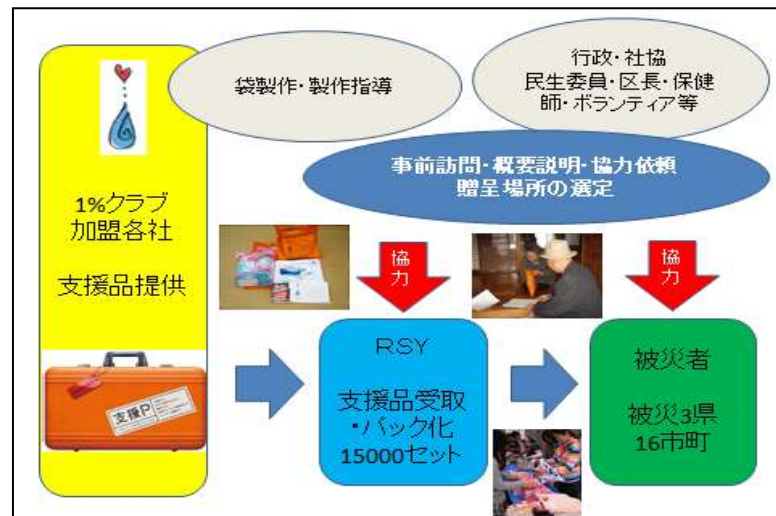 1%クラブ
加盟各社
支援品提供
支援P
袋製作・製作指導
行政・社協
民生委員・区長・保健
師・ボランティア等
事前訪問・概要説明・協力依頼
贈呈場所の選定
協
力
協
力
RSY
支援品受取
・パック化
15000セット
被災者
被災3県
16市町